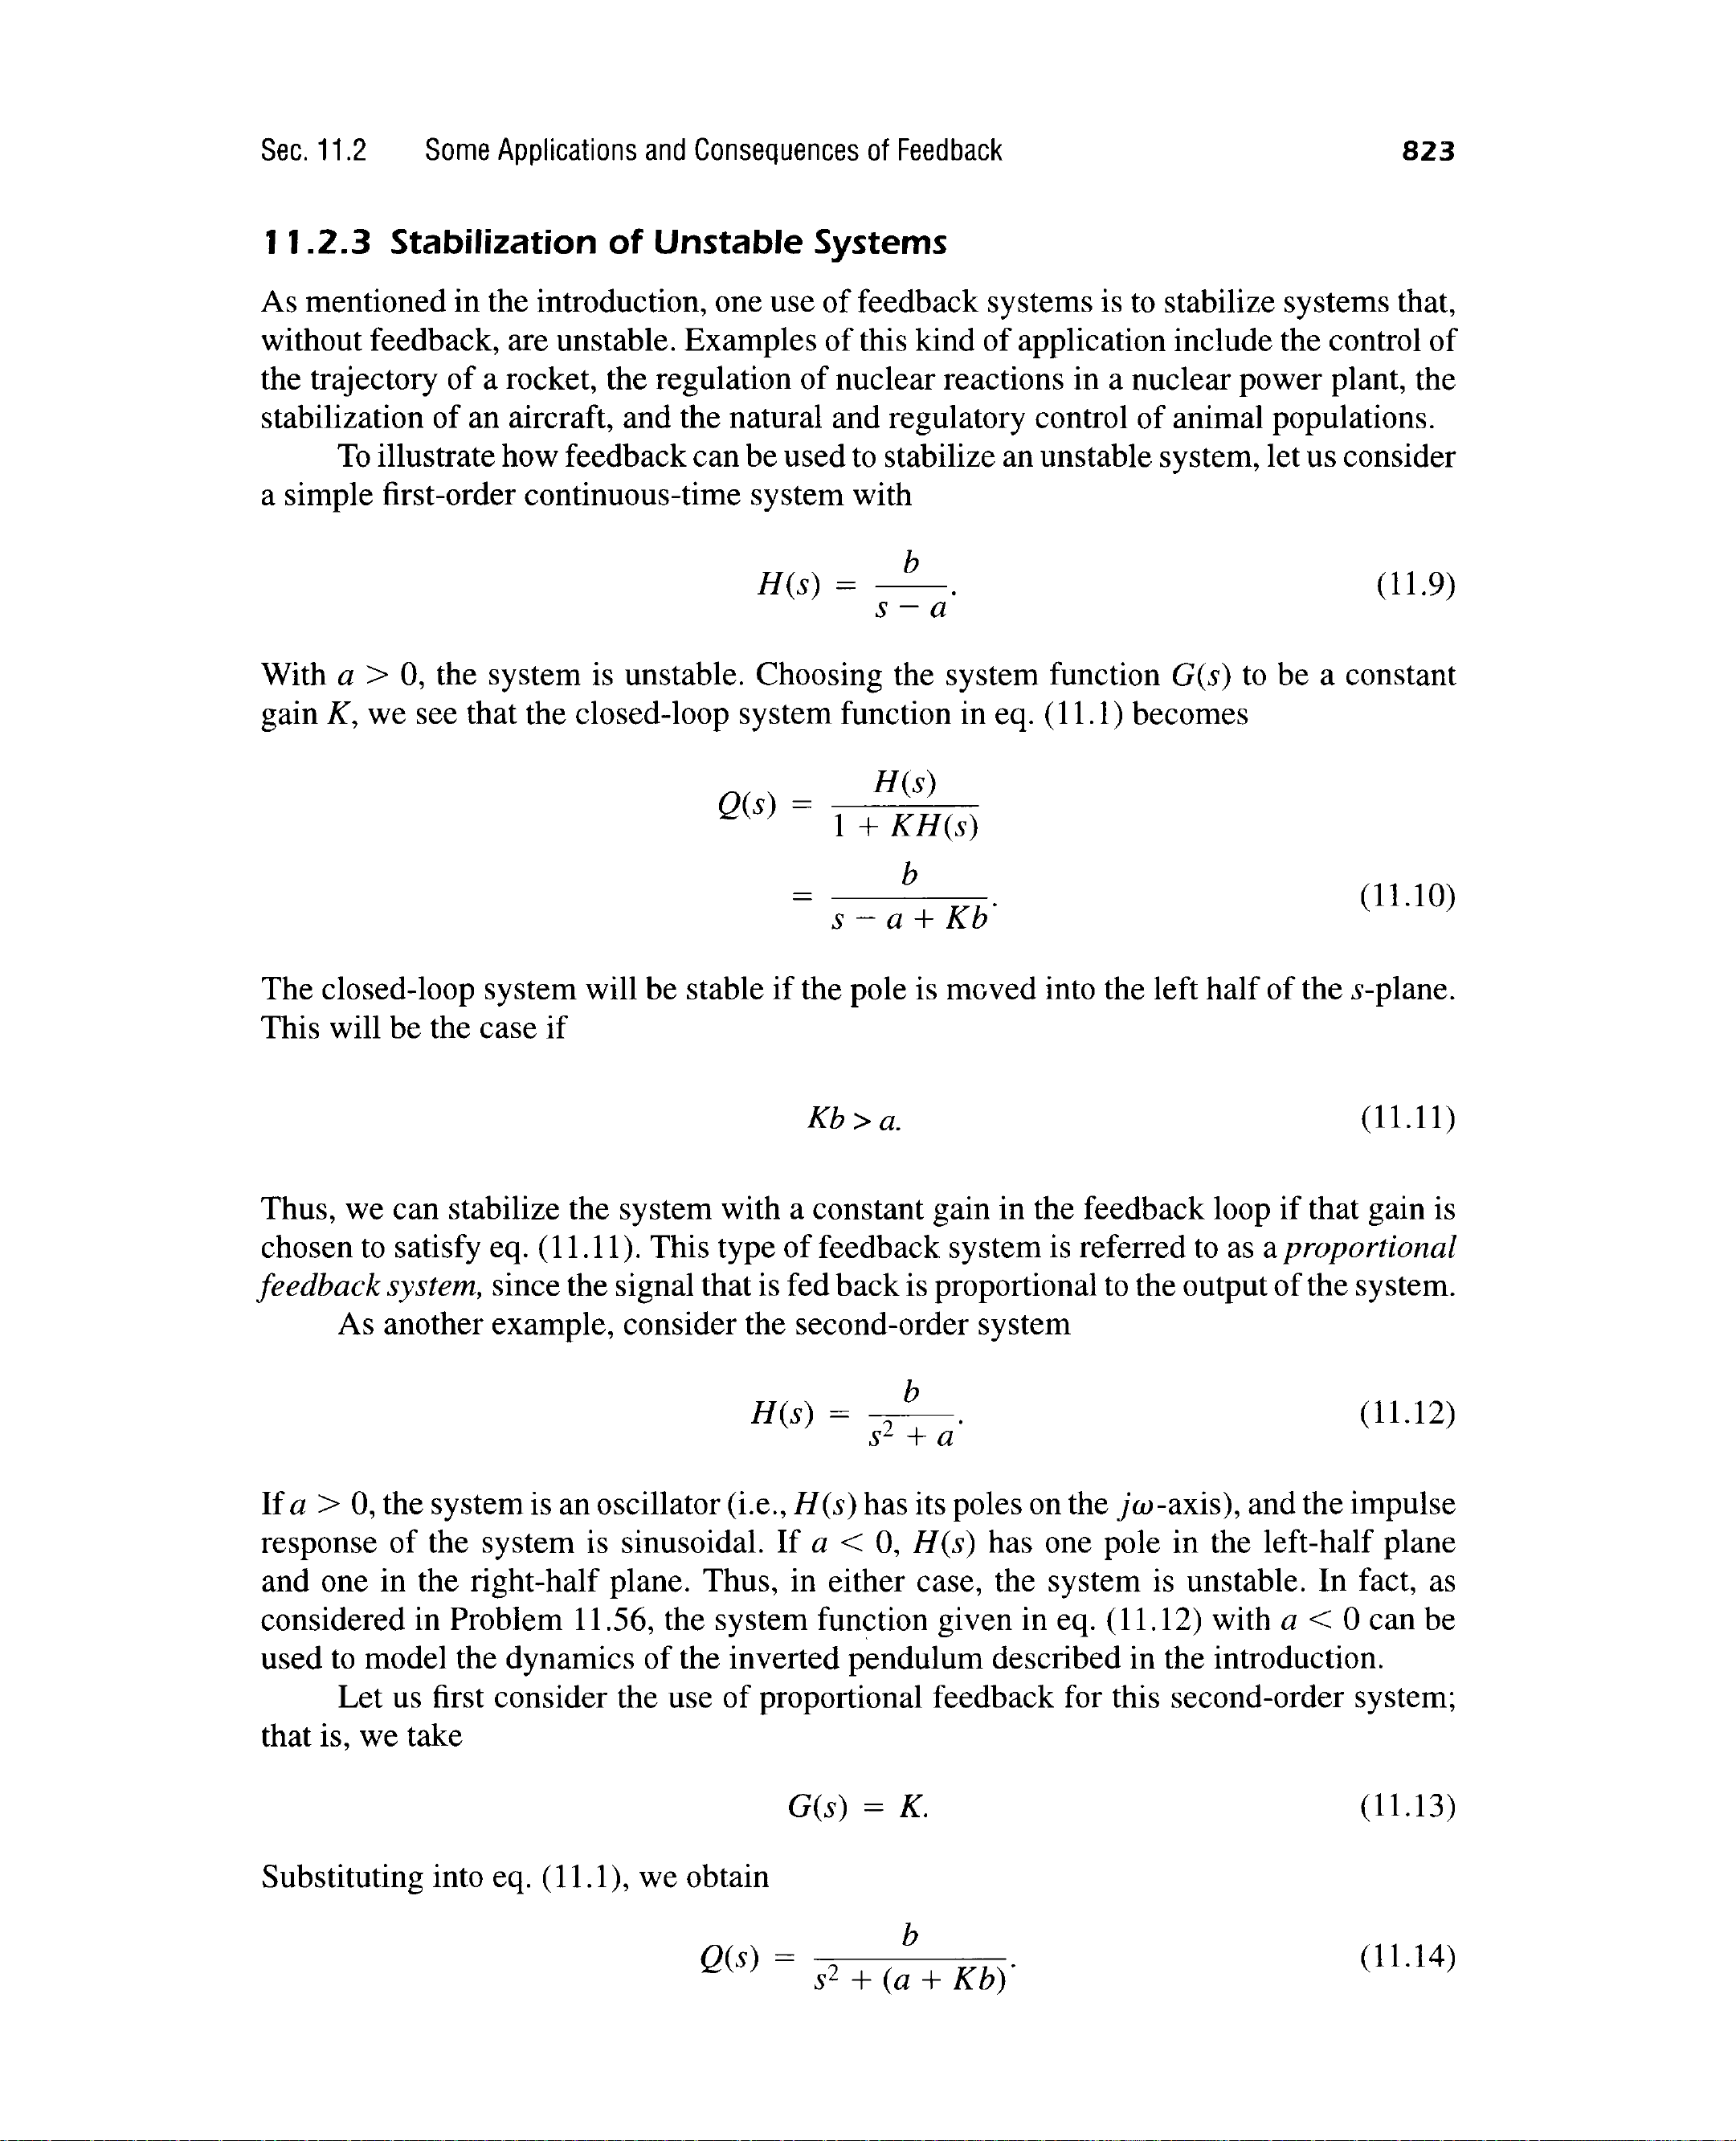 Sec. 11.2 Some Applications and Consequences of Feedback 823
11.2.3 Stabilization of Unstable Systems
As mentioned in the introduction, one use of feedback systems is to stabilize systems that,
without feedback, are unstable. Examples of this kind of application include the control of
the trajectory of a rocket, the regulation of nuclear reactions in a nuclear power plant, the
stabilization of an aircraft, and the natural and regulatory control of animal populations.
To illustrate how feedback can be used to stabilize an unstable system, let us consider
a simple first-order continuous-time system with
H(s) = b / (s − a). (11.9)
With a > 0, the system is unstable. Choosing the system function G(s) to be a constant
gain K, we see that the closed-loop system function in eq. (11.1) becomes
Q(s) = H(s) / (1 + KH(s))
= b / (s − a + Kb). (11.10)
The closed-loop system will be stable if the pole is moved into the left half of the s-plane.
This will be the case if
Kb > a. (11.11)
Thus, we can stabilize the system with a constant gain in the feedback loop if that gain is
chosen to satisfy eq. (11.11). This type of feedback system is referred to as a proportional
feedback system, since the signal that is fed back is proportional to the output of the system.
As another example, consider the second-order system
H(s) = b / (s² + a). (11.12)
If a > 0, the system is an oscillator (i.e., H(s) has its poles on the jω-axis), and the impulse
response of the system is sinusoidal. If a < 0, H(s) has one pole in the left-half plane
and one in the right-half plane. Thus, in either case, the system is unstable. In fact, as
considered in Problem 11.56, the system function given in eq. (11.12) with a < 0 can be
used to model the dynamics of the inverted pendulum described in the introduction.
Let us first consider the use of proportional feedback for this second-order system;
that is, we take
G(s) = K. (11.13)
Substituting into eq. (11.1), we obtain
Q(s) = b / (s² + (a + Kb)). (11.14)